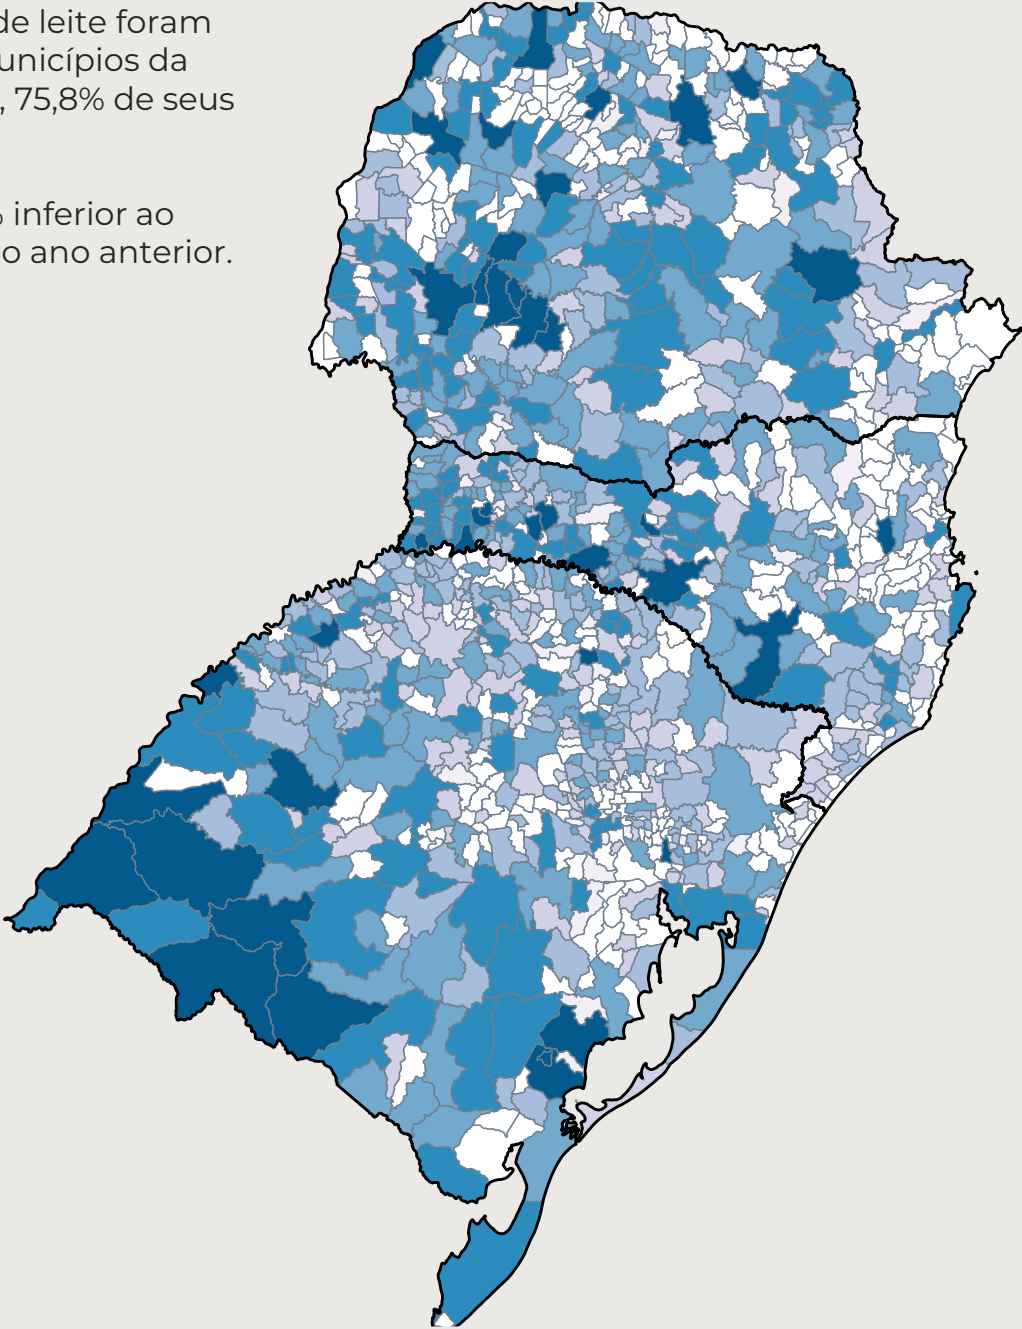 de leite foram
unicípios da
, 75,8% de seus
inferior ao
o ano anterior.